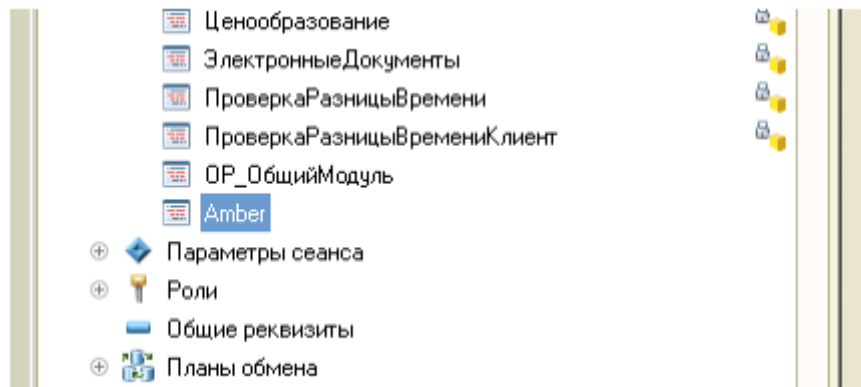 Ценообразование
ЭлектронныеДокументы
ПроверкаРазницыВремени
ПроверкаРазницыВремениКлиент
ОР_ОбщийМодуль
Amber
Параметры сеанса
Роли
Общие реквизиты
Планы обмена